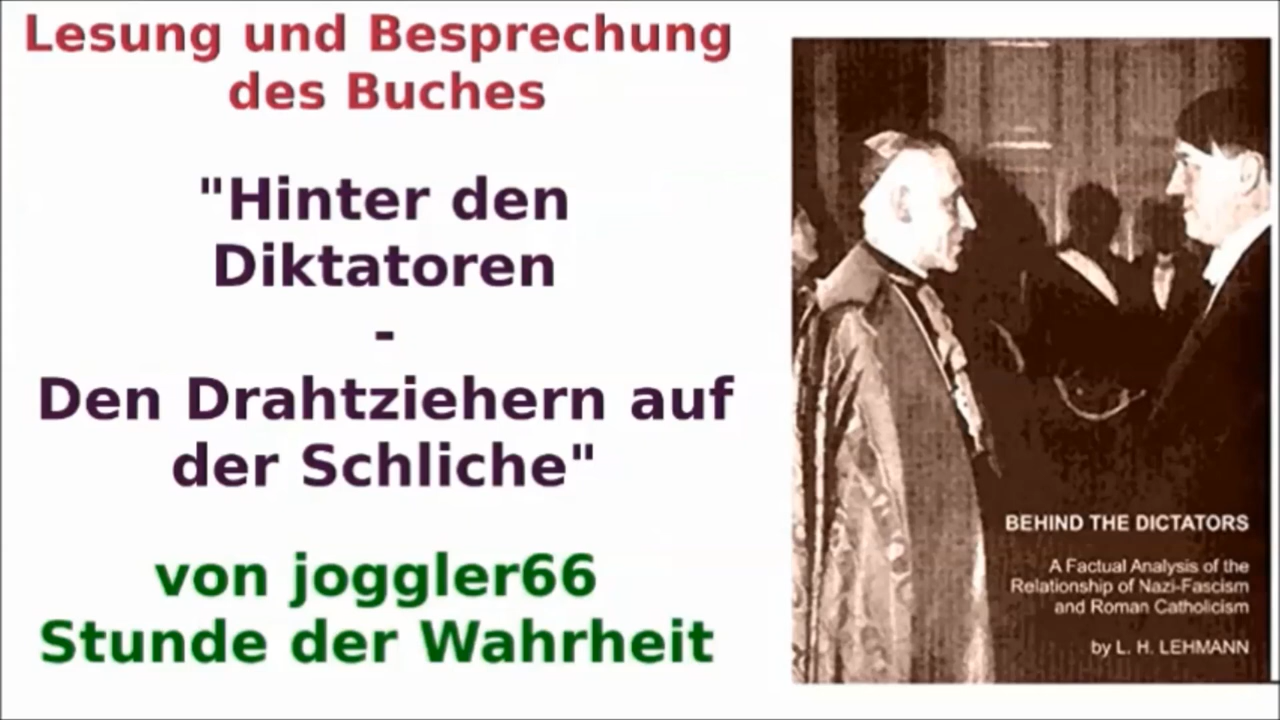 Lesung und Besprechung
des Buches
"Hinter den
Diktatoren
-
Den Drahtziehern auf
der Schliche"
von joggler66
Stunde der Wahrheit
BEHIND THE DICTATORS
A Factual Analysis of the
Relationship of Nazi-Fascism
and Roman Catholicism
by L. H. LEHMANN